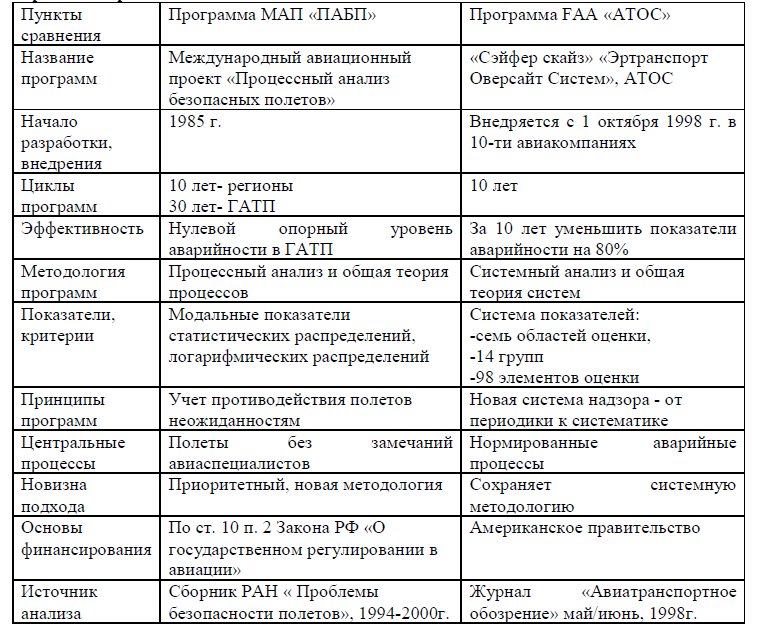 Пункты сравнения | Программа МАП «ПАБП» | Программа FAA «АТОС»
Название программ | Международный авиационный проект «Процессный анализ безопасных полетов» | «Сэйфер скайз» «Эртранспорт Оверсайт Систем», АТОС
Начало разработки, внедрения | 1985 г. | Внедряется с 1 октября 1998 г. в 10-ти авиакомпаниях
Циклы программ | 10 лет- регионы 30 лет- ГАТП | 10 лет
Эффективность | Нулевой опорный уровень аварийности в ГАТП | За 10 лет уменьшить показатели аварийности на 80%
Методология программ | Процессный анализ и общая теория процессов | Системный анализ и общая теория систем
Показатели, критерии | Модальные показатели статистических распределений, логарифмических распределений | Система показателей: -семь областей оценки, -14 групп -98 элементов оценки
Принципы программ | Учет противодействия полетов неожиданностям | Новая система надзора - от периодики к систематике
Центральные процессы | Полеты без замечаний авиаспециалистов | Нормированные аварийные процессы
Новизна подхода | Приоритетный, новая методология | Сохраняет системную методологию
Основы финансирования | По ст. 10 п. 2 Закона РФ «О государственном регулировании в авиации» | Американское правительство
Источник анализа | Сборник РАН « Проблемы безопасности полетов», 1994-2000г. | Журнал «Авиатранспортное обозрение» май/июнь, 1998г.